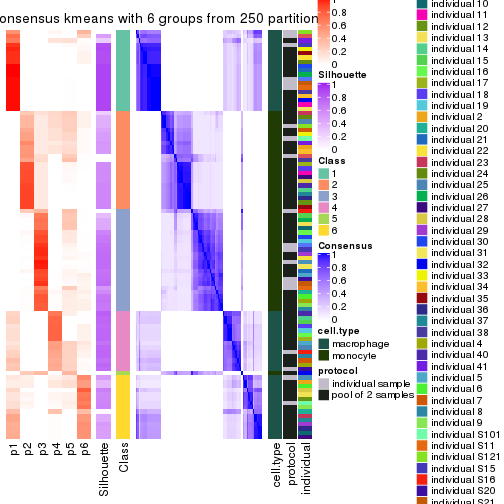 onsensus kmeans with 6 groups from 250 partition
p1
p2
p3
p4
p5
p6
Silhouette
Class
cell.type
protocol
individual
0.8
0.6
0.4
0.2
0
Silhouette
1
0.8
0.6
0.4
0.2
0
Class
1
2
3
4
5
6
Consensus
1
0.8
0.6
0.4
0.2
0
cell.type
macrophage
monocyte
protocol
individual sample
pool of 2 samples
individual 10
individual 11
individual 12
individual 13
individual 14
individual 15
individual 16
individual 17
individual 18
individual 19
individual 2
individual 20
individual 21
individual 22
individual 23
individual 24
individual 25
individual 26
individual 27
individual 28
individual 29
individual 30
individual 31
individual 32
individual 33
individual 34
individual 35
individual 36
individual 37
individual 38
individual 4
individual 40
individual 41
individual 5
individual 6
individual 7
individual 8
individual 9
individual S101
individual S11
individual S121
individual S15
individual S16
individual S20
individual S21